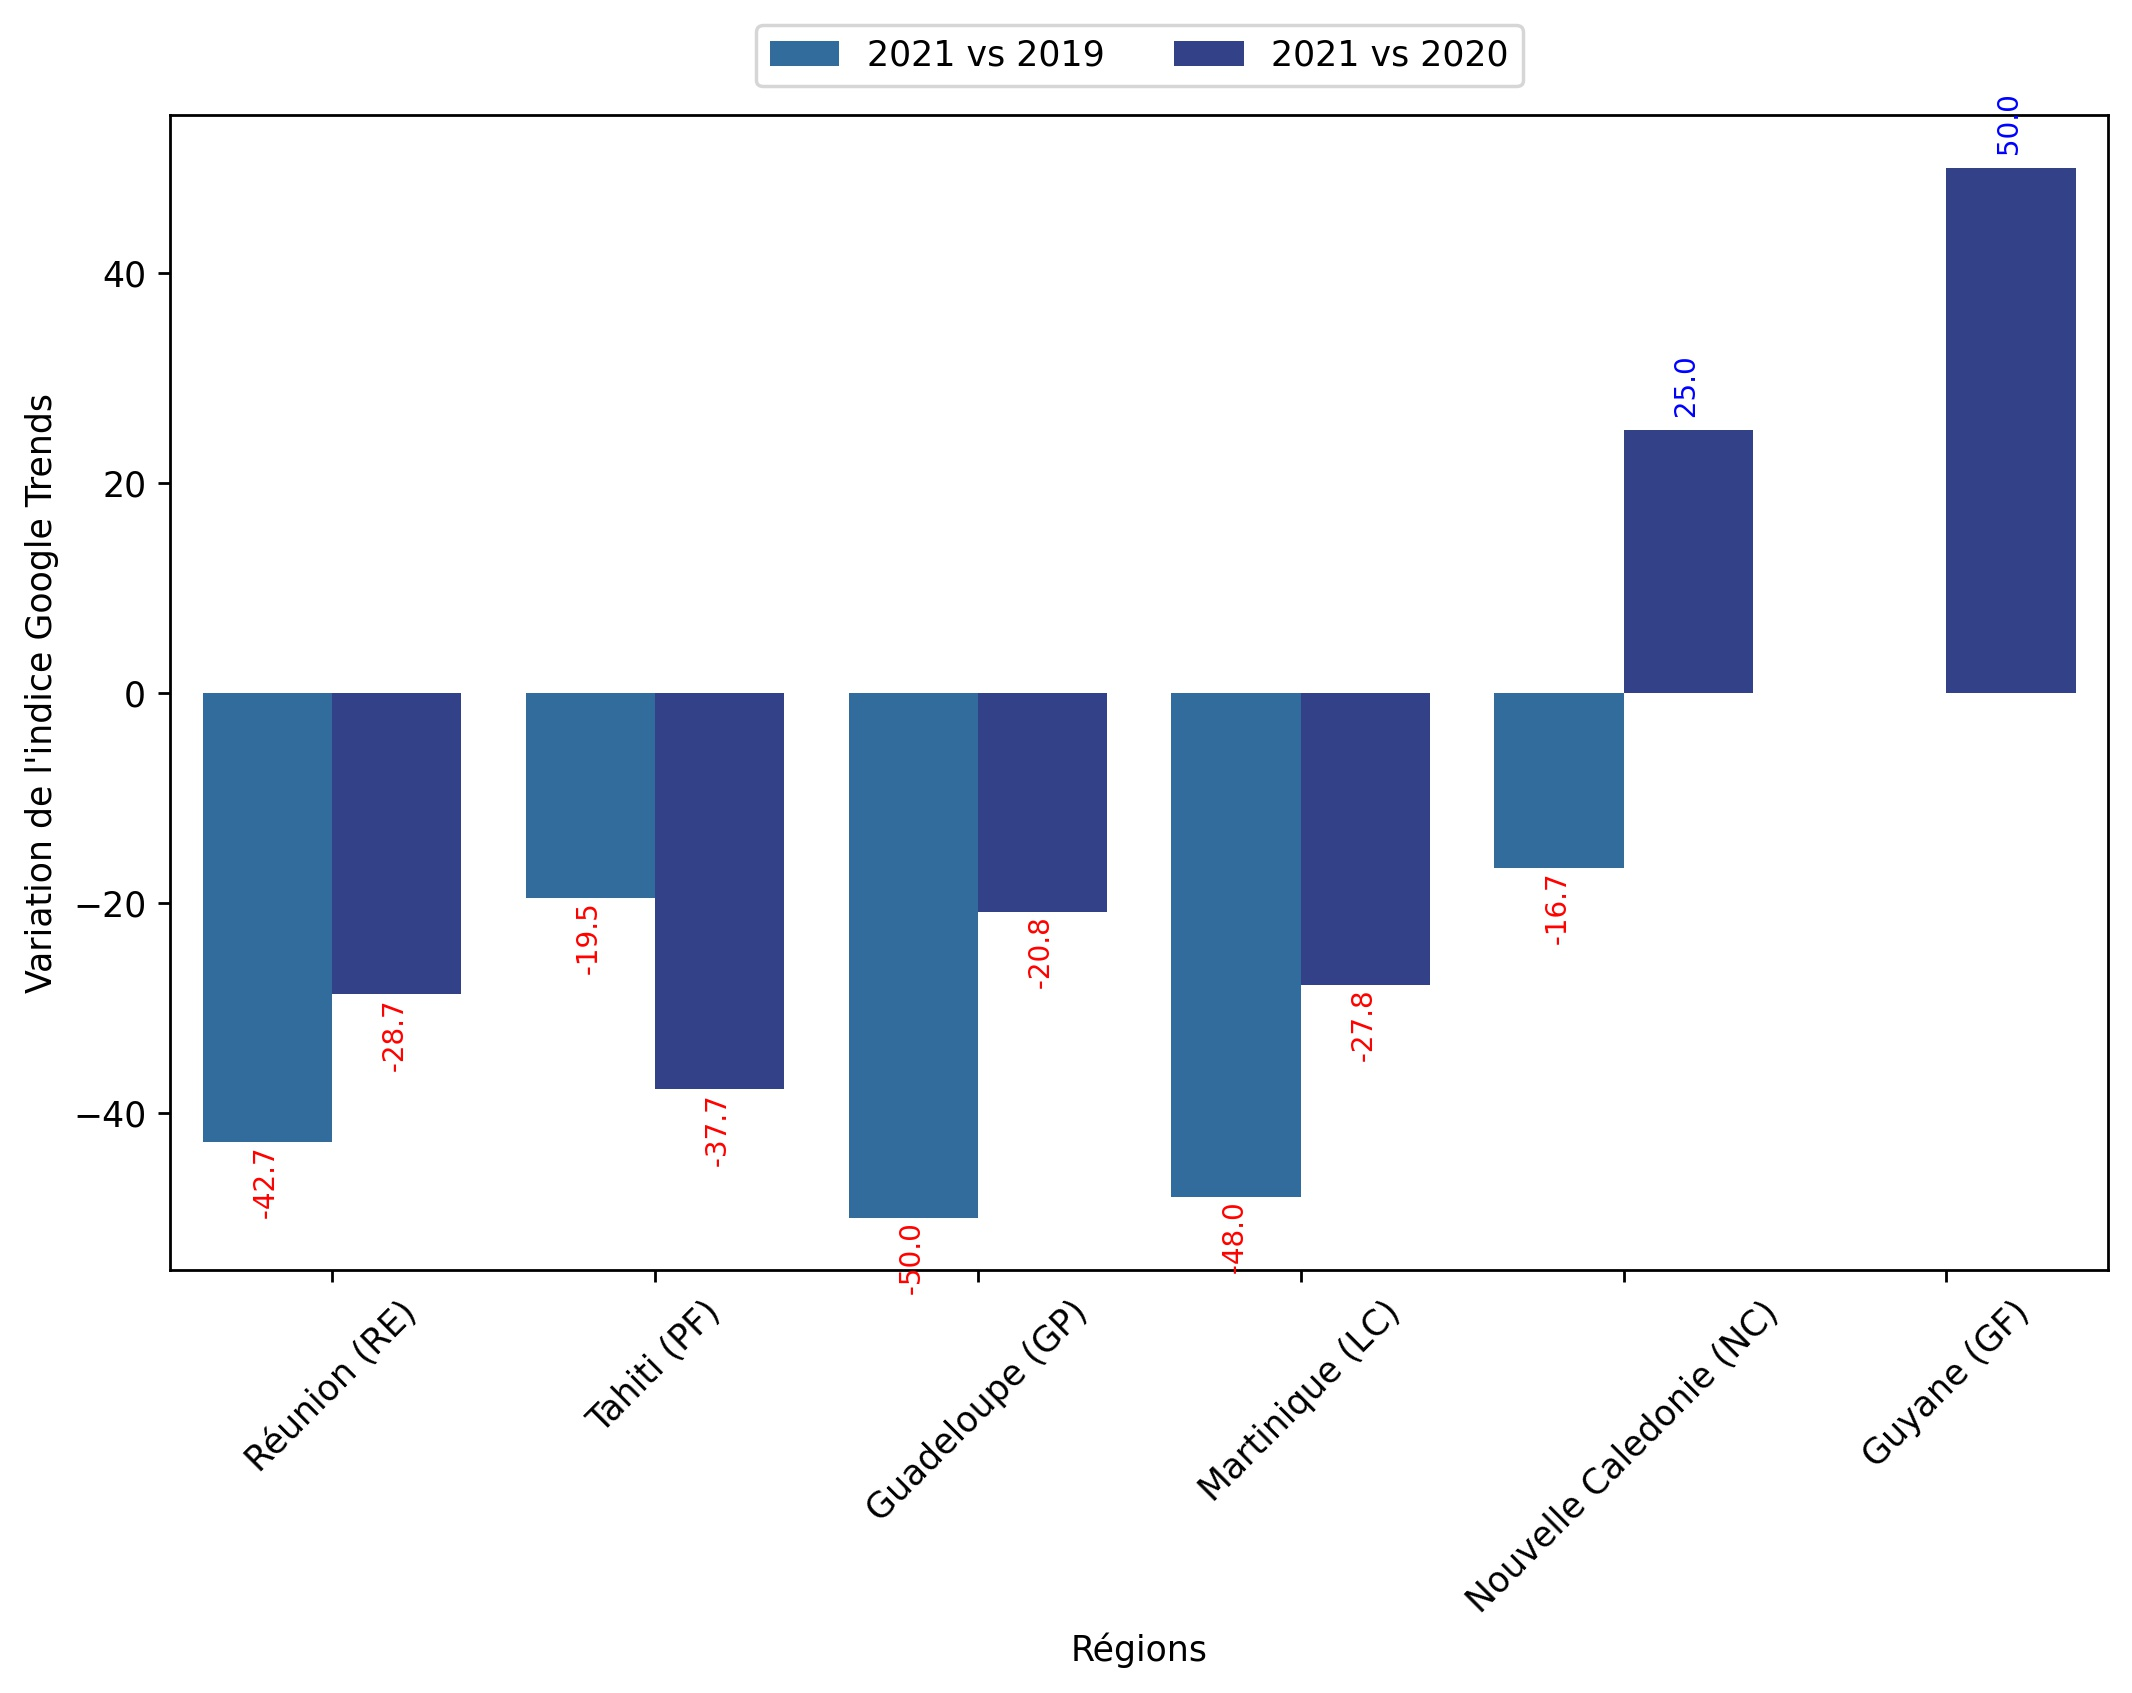 2021 vs 2019
2021 vs 2020
Variation de l'indice Google Trends
40
20
0
−20
−40
-42.7
-28.7
-19.5
-37.7
-50.0
-20.8
-48.0
-27.8
-16.7
25.0
50.0
Réunion (RE)
Tahiti (PF)
Guadeloupe (GP)
Martinique (LC)
Nouvelle Caledonie (NC)
Guyane (GF)
Régions